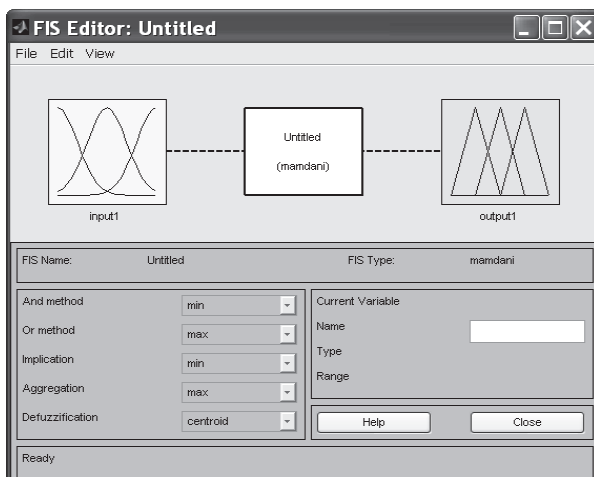 FIS Editor: Untitled
File Edit View
Untitled
(mamdani)
input1
output1
FIS Name: Untitled FIS Type: mamdani
And method min
Or method max
Implication min
Aggregation max
Defuzzification centroid
Current Variable
Name
Type
Range
Help Close
Ready